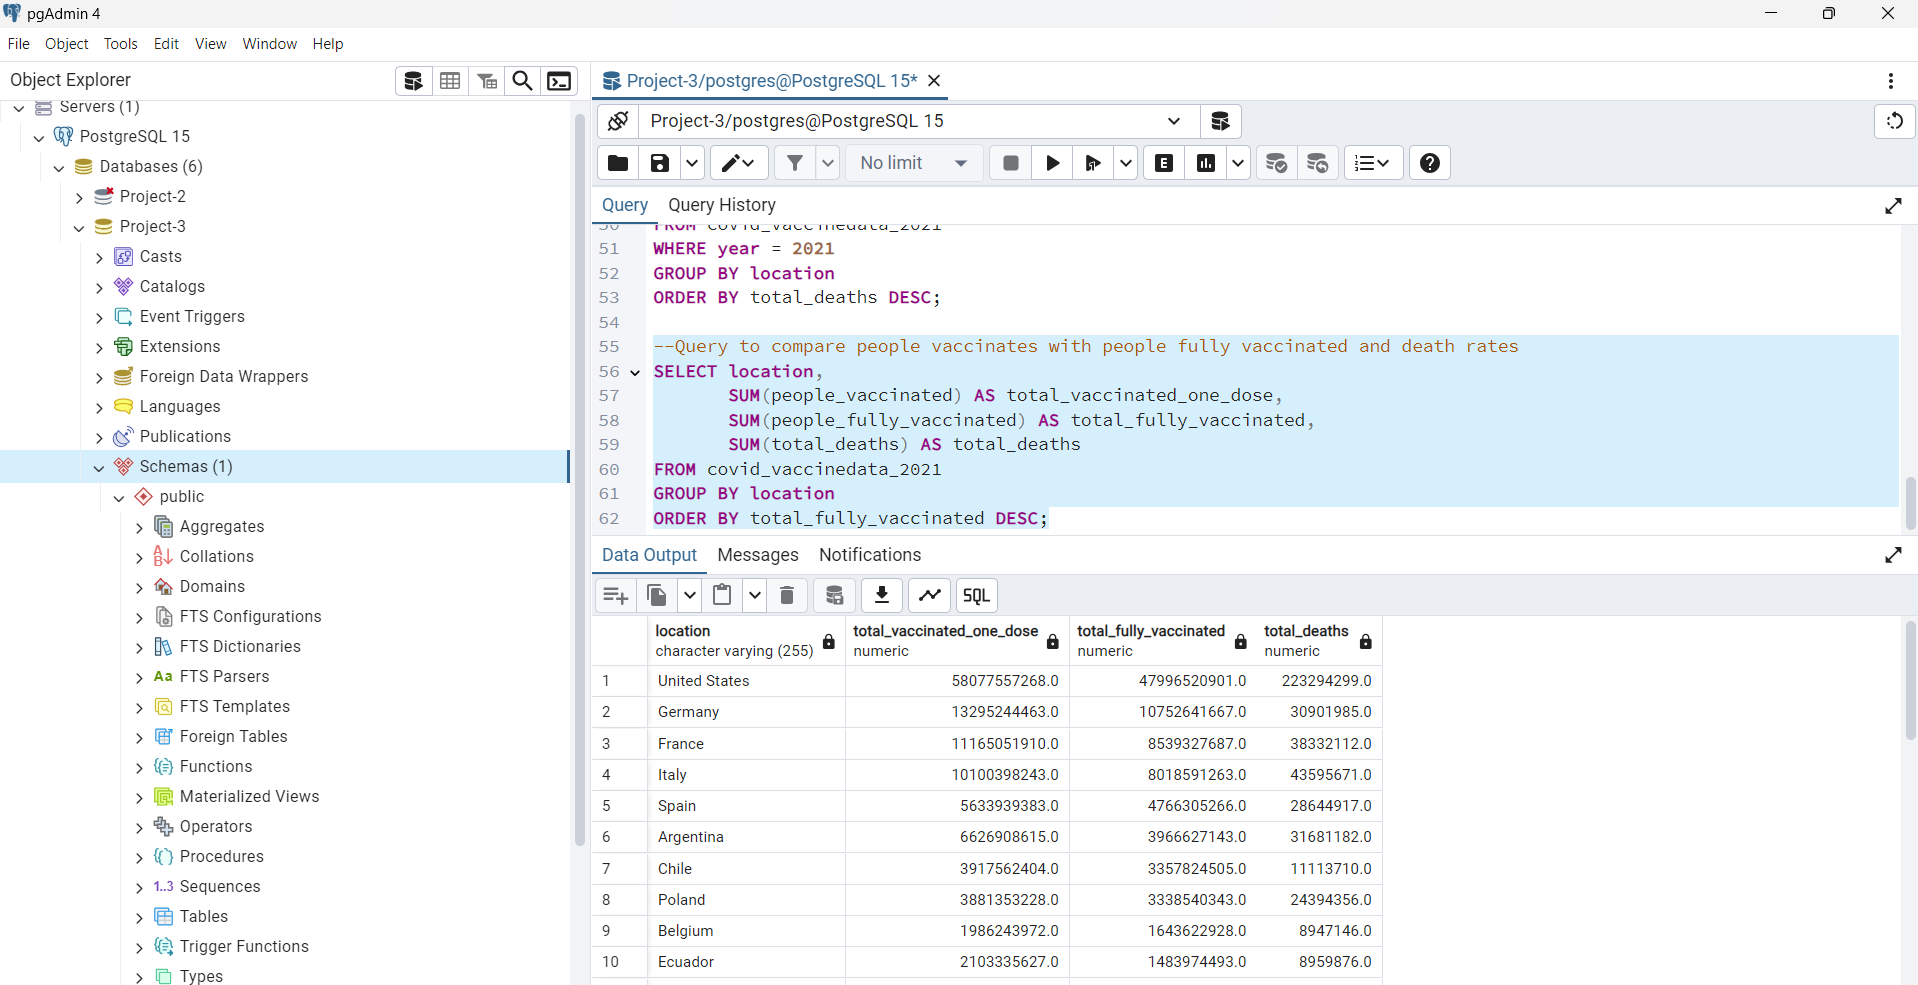 pgAdmin 4
File Object Tools Edit View Window Help
Object Explorer
Servers (1)
PostgreSQL 15
Databases (6)
Project-2
Project-3
Casts
Catalogs
Event Triggers
Extensions
Foreign Data Wrappers
Languages
Publications
Schemas (1)
public
Aggregates
Collations
Domains
FTS Configurations
FTS Dictionaries
Aa FTS Parsers
FTS Templates
Foreign Tables
Functions
Materialized Views
Operators
Procedures
1..3 Sequences
Tables
Trigger Functions
Types
Project-3/postgres@PostgreSQL 15*
Project-3/postgres@PostgreSQL 15
No limit
E
Query Query History
50 FROM covid_vaccinedata_2021
51 WHERE year = 2021
52 GROUP BY location
53 ORDER BY total_deaths DESC;
54
55 --Query to compare people vaccinates with people fully vaccinated and death rates
56 SELECT location,
57 SUM(people_vaccinated) AS total_vaccinated_one_dose,
58 SUM(people_fully_vaccinated) AS total_fully_vaccinated,
59 SUM(total_deaths) AS total_deaths
60 FROM covid_vaccinedata_2021
61 GROUP BY location
62 ORDER BY total_fully_vaccinated DESC;
Data Output Messages Notifications
SQL
location total_vaccinated_one_dose total_fully_vaccinated total_deaths
character varying (255) numeric numeric numeric
1 United States 58077557268.0 47996520901.0 223294299.0
2 Germany 13295244463.0 10752641667.0 30901985.0
3 France 11165051910.0 8539327687.0 38332112.0
4 Italy 10100398243.0 8018591263.0 43595671.0
5 Spain 5633939383.0 4766305266.0 28644917.0
6 Argentina 6626908615.0 3966627143.0 31681182.0
7 Chile 3917562404.0 3357824505.0 11113710.0
8 Poland 3881353228.0 3338540343.0 24394356.0
9 Belgium 1986243972.0 1643622928.0 8947146.0
10 Ecuador 2103335627.0 1483974493.0 8959876.0